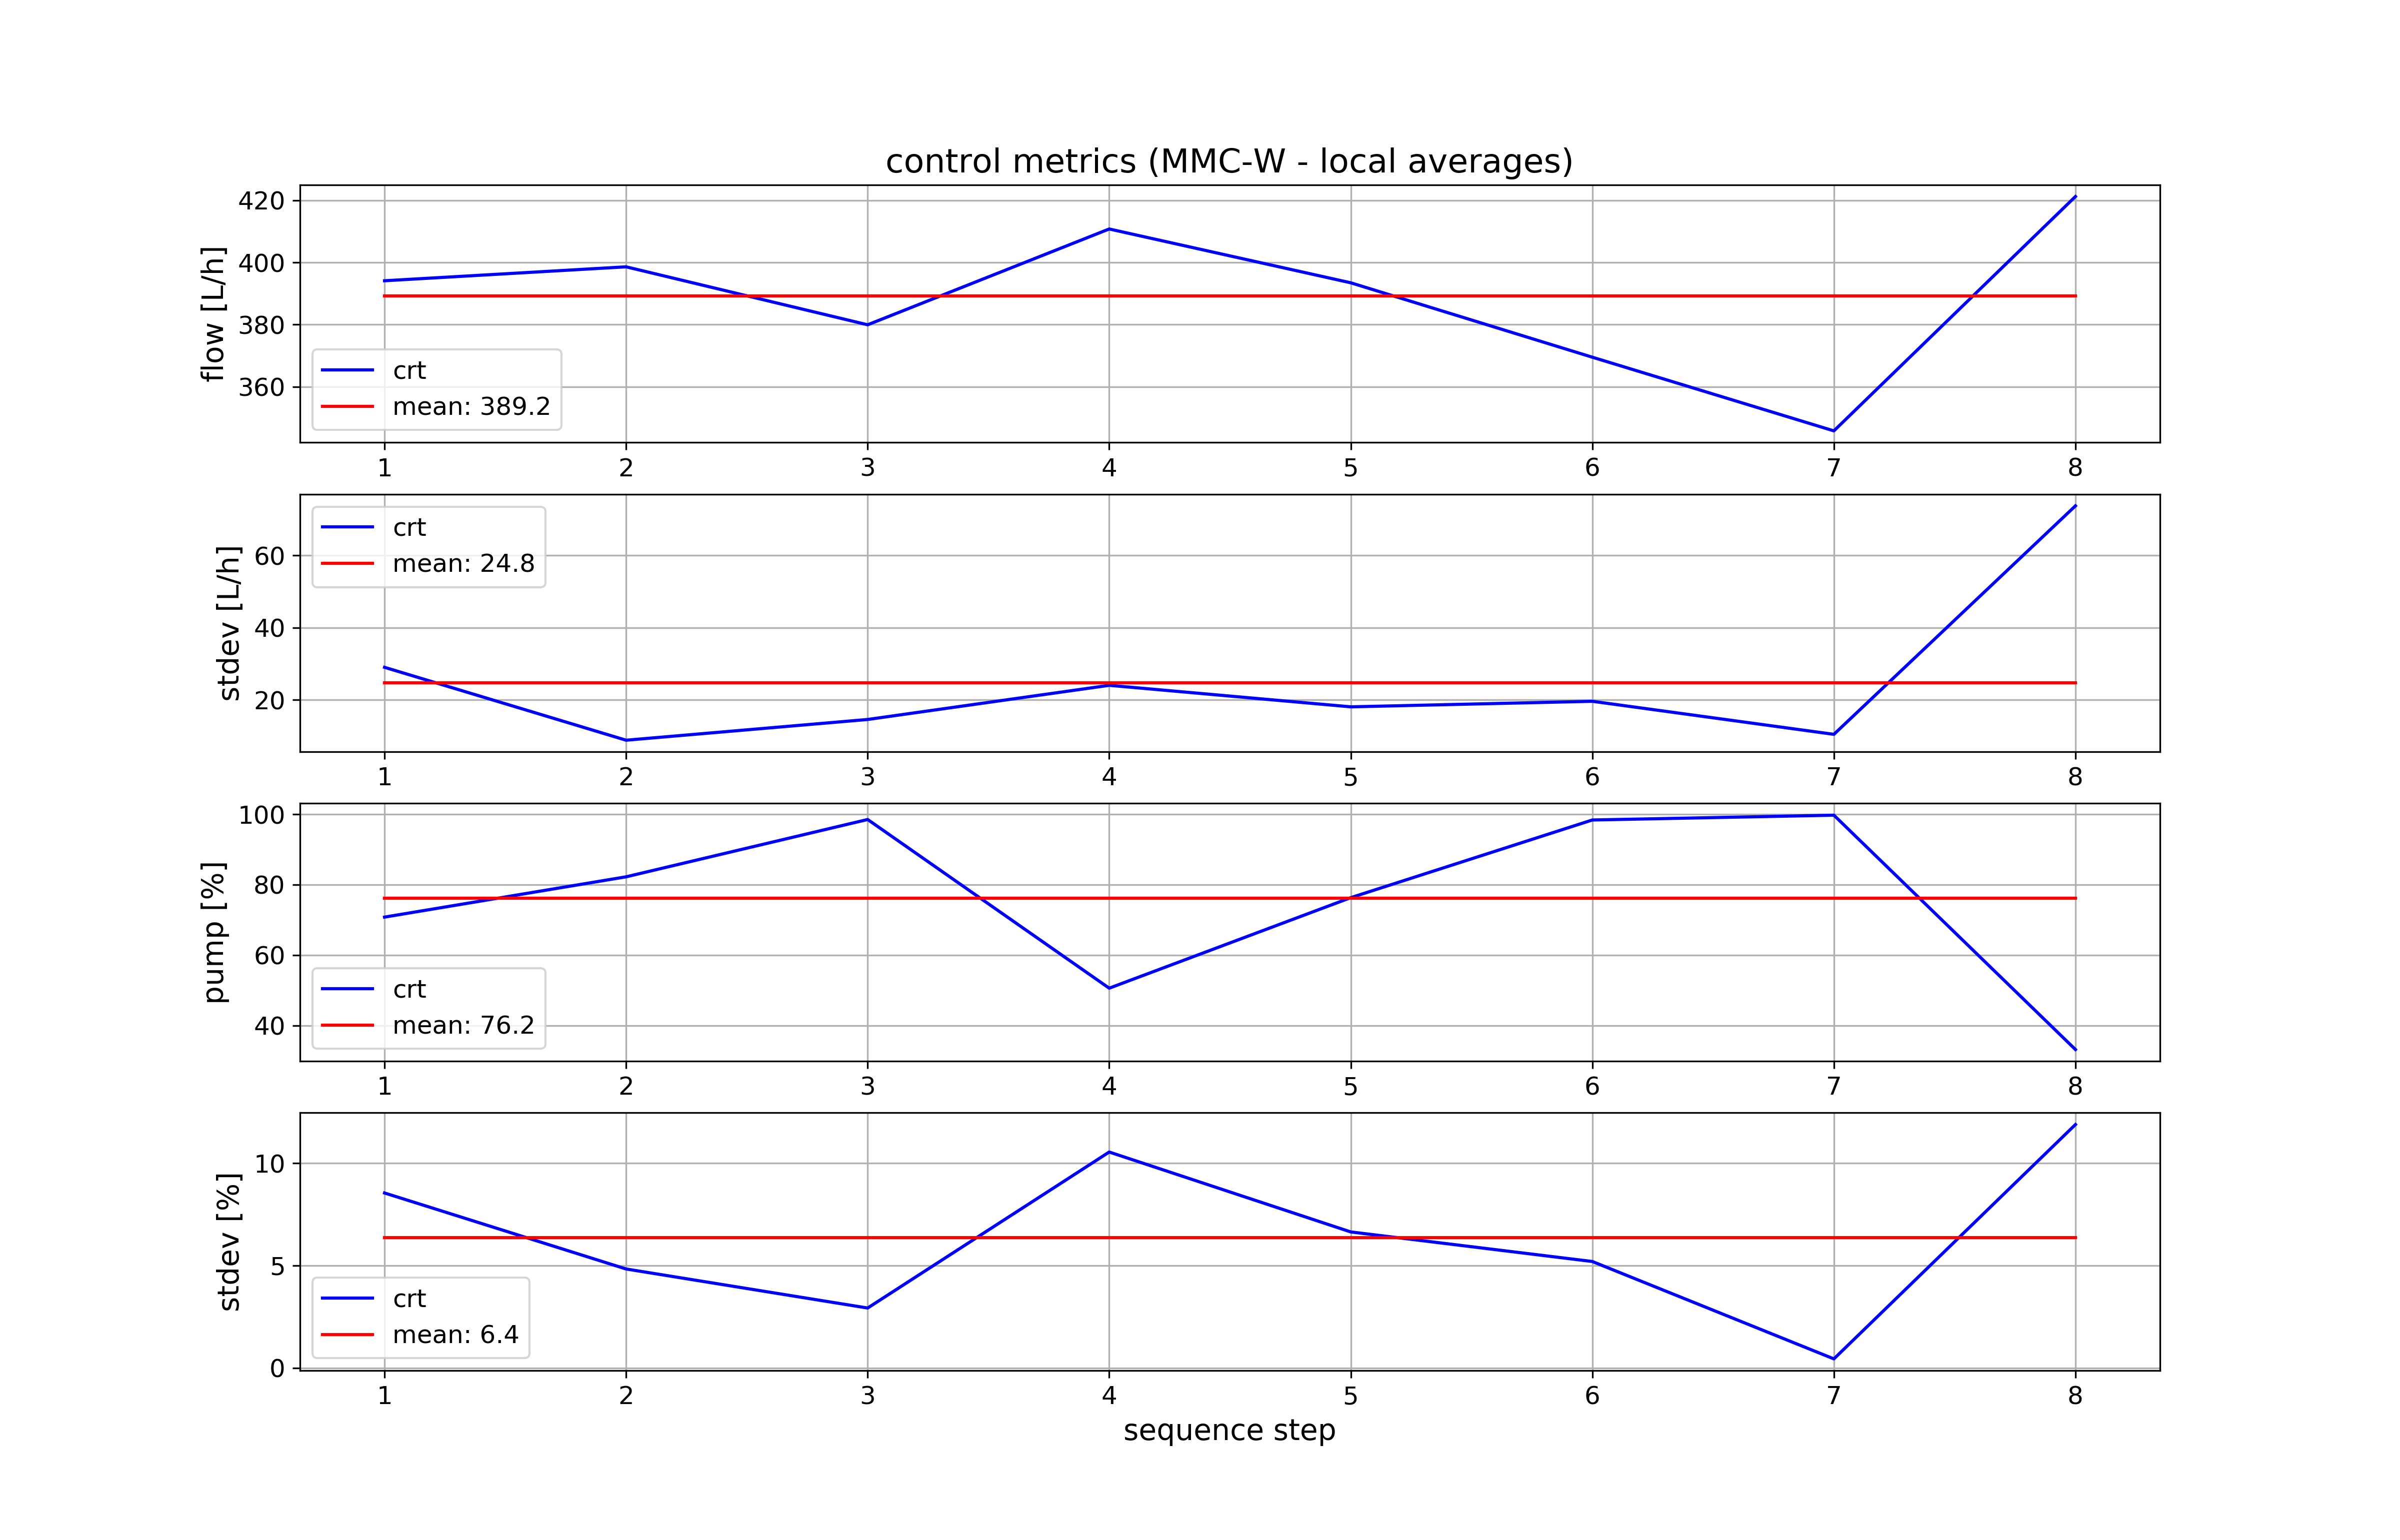 control metrics (MMC-W - local averages)
flow [L/h]
420
400
380
360
crt
mean: 389.2
1 2 3 4 5 6 7 8
stdev [L/h]
60
40
20
crt
mean: 24.8
1 2 3 4 5 6 7 8
pump [%]
100
80
60
40
crt
mean: 76.2
1 2 3 4 5 6 7 8
stdev [%]
10
5
0
crt
mean: 6.4
1 2 3 4 5 6 7 8
sequence step